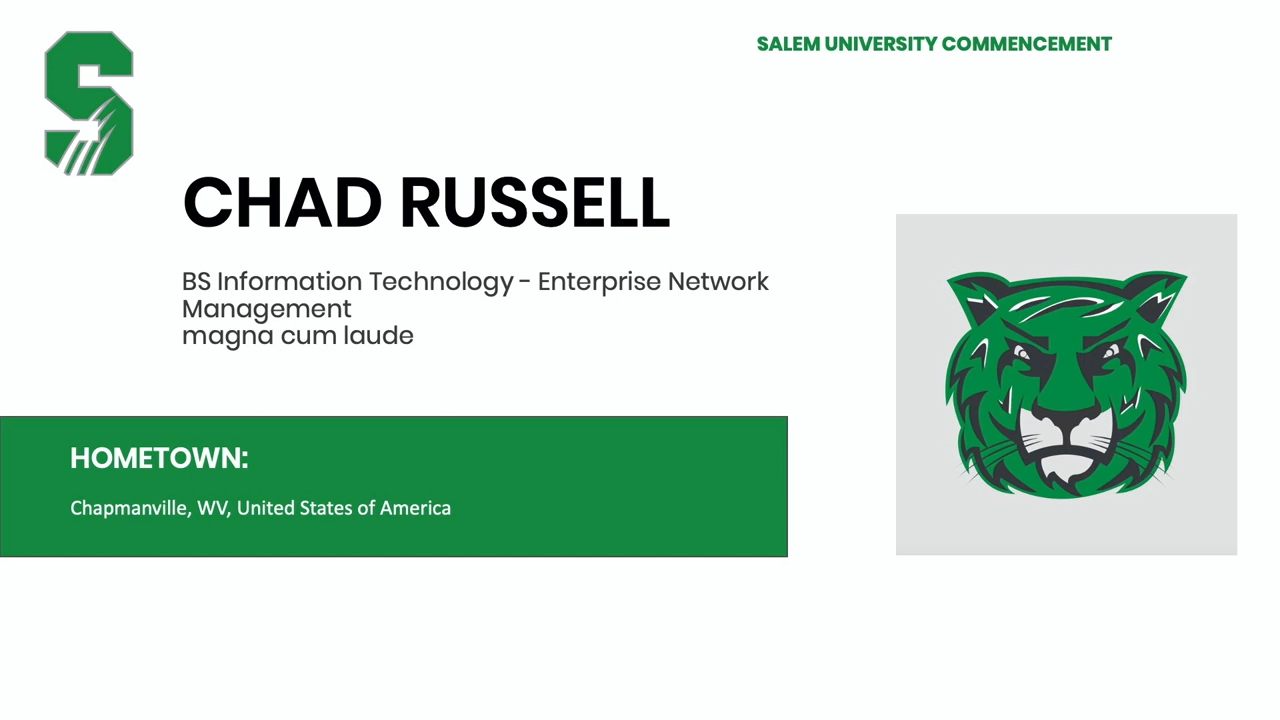 S
SALEM UNIVERSITY COMMENCEMENT
CHAD RUSSELL
BS Information Technology - Enterprise Network
Management
magna cum laude
HOMETOWN:
Chapmanville, WV, United States of America